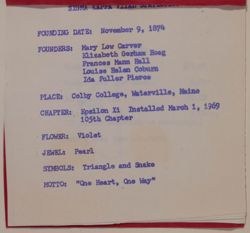 SIGMA KAPPA
FOUNDING DATE: November 9, 1874
FOUNDERS: Mary Low Carver
Elizabeth Gorham Hoag
Frances Mann Hall
Louise Helen Coburn
Ida Fuller Pierce
PLACE: Colby College, Waterville, Maine
CHAPTER: Epsilon Xi Installed March 1, 1969
105th Chapter
FLOWER: Violet
JEWEL: Pearl
SYMBOLS: Triangle and Snake
MOTTO: "One Heart, One Way"